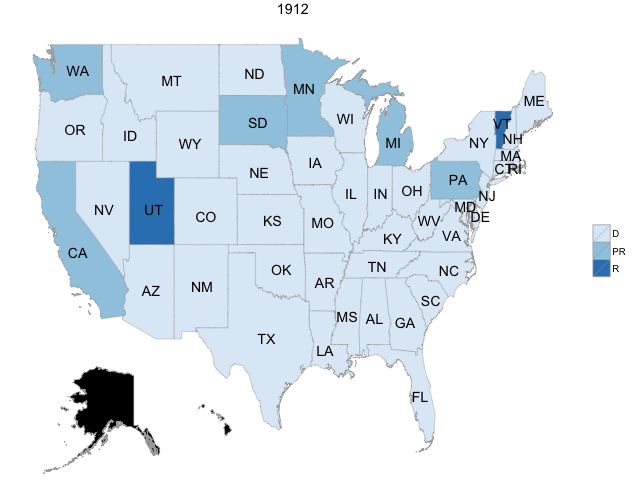 1912
WA
MT
ND
MN
ME
VT
OR
ID
SD
WI
NY
NH
WY
MI
MA
CT
RI
NE
IA
PA
NJ
NV
UT
CO
IL
IN
OH
MD
DE
KS
MO
WV
VA
CA
KY
OK
TN
NC
AZ
NM
AR
SC
MS
AL
GA
TX
LA
FL
D
PR
R